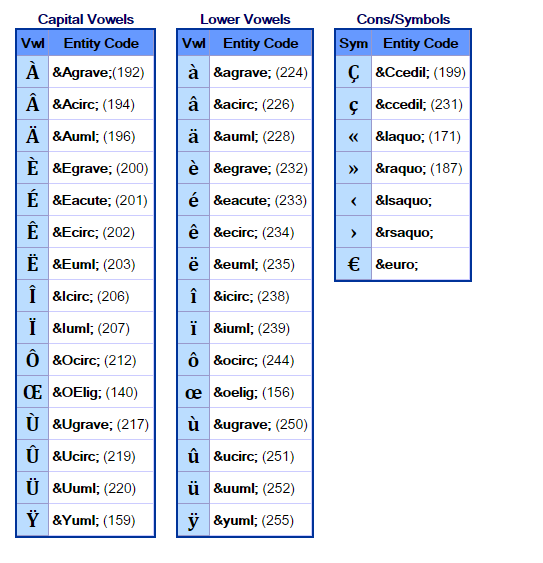 Capital Vowels
Vwl Entity Code
À &Agrave;(192)
Â &Acirc; (194)
Ä &Auml; (196)
È &Egrave; (200)
É &Eacute; (201)
Ê &Ecirc; (202)
Ë &Euml; (203)
Î &Icirc; (206)
Ï &Iuml; (207)
Ô &Ocirc; (212)
Œ &OElig; (140)
Ù &Ugrave; (217)
Û &Ucirc; (219)
Ü &Uuml; (220)
Ÿ &Yuml; (159)
Lower Vowels
Vwl Entity Code
à &agrave; (224)
â &acirc; (226)
ä &auml; (228)
è &egrave; (232)
é &eacute; (233)
ê &ecirc; (234)
ë &euml; (235)
î &icirc; (238)
ï &iuml; (239)
ô &ocirc; (244)
œ &oelig; (156)
ù &ugrave; (250)
û &ucirc; (251)
ü &uuml; (252)
ÿ &yuml; (255)
Cons/Symbols
Sym Entity Code
Ç &Ccedil; (199)
ç &ccedil; (231)
« &laquo; (171)
» &raquo; (187)
‹ &lsaquo;
› &rsaquo;
€ &euro;